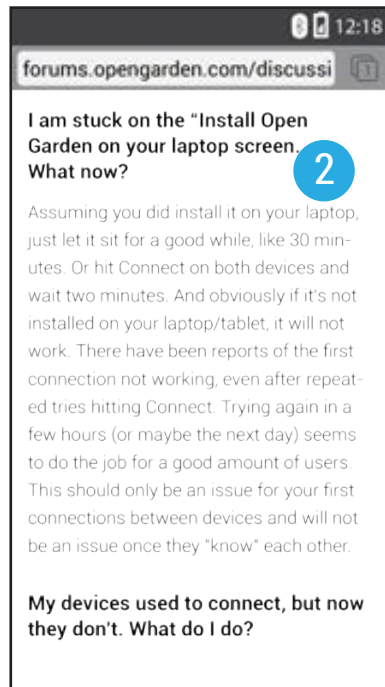 12:18
forums.opengarden.com/discussi
1
I am stuck on the “Install Open
Garden on your laptop screen.
What now?
2
Assuming you did install it on your laptop,
just let it sit for a good while, like 30 min-
utes. Or hit Connect on both devices and
wait two minutes. And obviously if it's not
installed on your laptop/tablet, it will not
work. There have been reports of the first
connection not working, even after repeat-
ed tries hitting Connect. Trying again in a
few hours (or maybe the next day) seems
to do the job for a good amount of users.
This should only be an issue for your first
connections between devices and will not
be an issue once they "know" each other.
My devices used to connect, but now
they don't. What do I do?